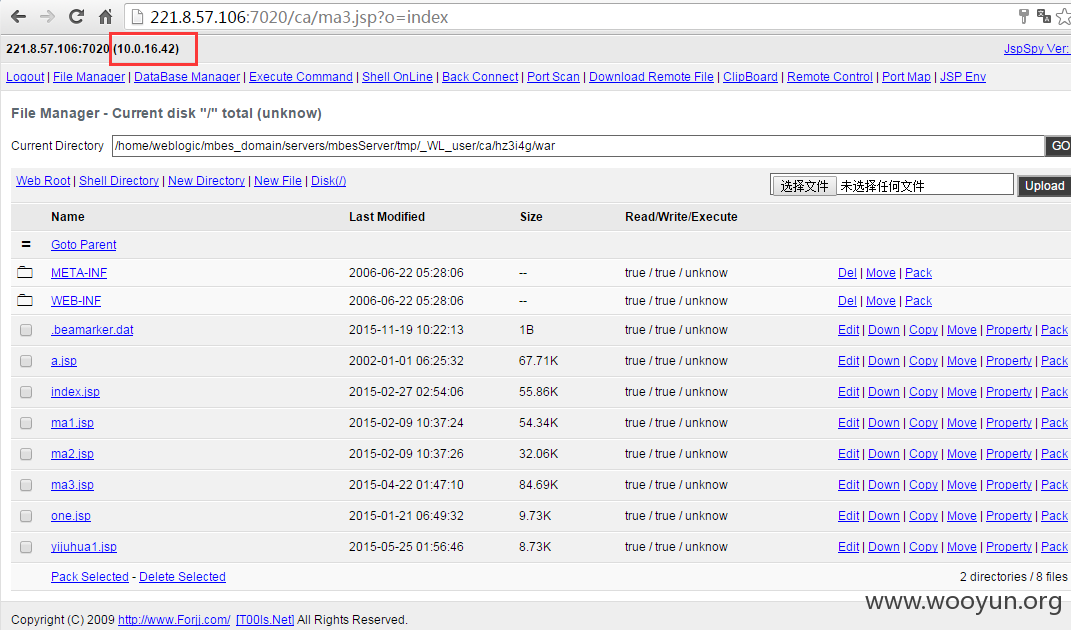 221.8.57.106:7020/ca/ma3.jsp?o=index
221.8.57.106:7020 (10.0.16.42) JspSpy Ver:
Logout | File Manager | DataBase Manager | Execute Command | Shell OnLine | Back Connect | Port Scan | Download Remote File | ClipBoard | Remote Control | Port Map | JSP Env
File Manager - Current disk "/" total (unknow)
Current Directory /home/weblogic/mbes_domain/servers/mbesServer/tmp/_WL_user/ca/hz3i4g/war GO
Web Root | Shell Directory | New Directory | New File | Disk(/) 选择文件 未选择任何文件 Upload
Name Last Modified Size Read/Write/Execute
= Goto Parent
META-INF 2006-06-22 05:28:06 -- true / true / unknow Del | Move | Pack
WEB-INF 2006-06-22 05:28:06 -- true / true / unknow Del | Move | Pack
.beamarker.dat 2015-11-19 10:22:13 1B true / true / unknow Edit | Down | Copy | Move | Property | Pack
a.jsp 2002-01-01 06:25:32 67.71K true / true / unknow Edit | Down | Copy | Move | Property | Pack
index.jsp 2015-02-27 02:54:06 55.86K true / true / unknow Edit | Down | Copy | Move | Property | Pack
ma1.jsp 2015-02-09 10:37:24 54.34K true / true / unknow Edit | Down | Copy | Move | Property | Pack
ma2.jsp 2015-02-09 10:37:26 32.06K true / true / unknow Edit | Down | Copy | Move | Property | Pack
ma3.jsp 2015-04-22 01:47:10 84.69K true / true / unknow Edit | Down | Copy | Move | Property | Pack
one.jsp 2015-01-21 06:49:32 9.73K true / true / unknow Edit | Down | Copy | Move | Property | Pack
yijuhua1.jsp 2015-05-25 01:56:46 8.73K true / true / unknow Edit | Down | Copy | Move | Property | Pack
Pack Selected - Delete Selected 2 directories / 8 files
www.wooyun.org
Copyright (C) 2009 http://www.Forjj.com/ [T00ls.Net] All Rights Reserved.